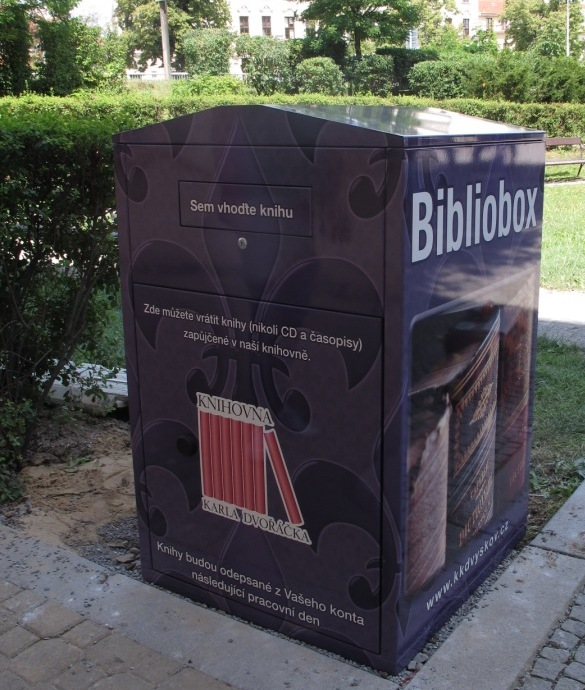 Sem vhoďte knihu
Zde můžete vrátit knihy (nikoli CD a časopisy)
zapůjčené v naší knihovně.
KNIHOVNA
KARLA DVOŘÁČKA
Knihy budou odepsané z Vašeho konta
následující pracovní den
Bibliobox
www.kkdvyskov.cz